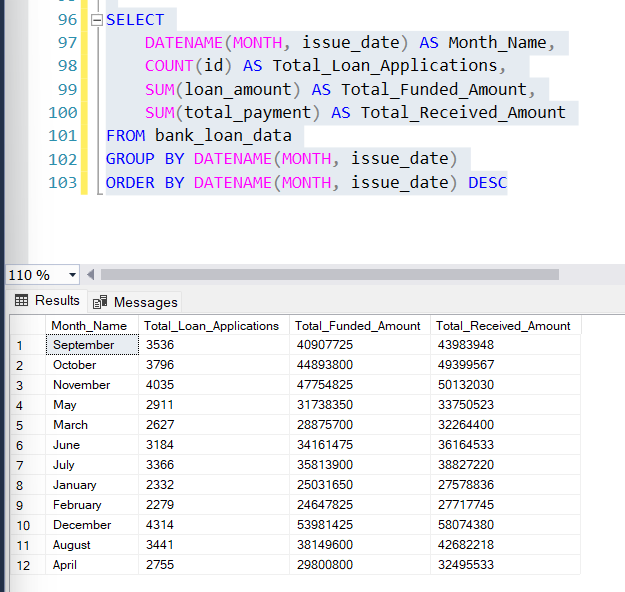 96 SELECT
97 DATENAME(MONTH, issue_date) AS Month_Name,
98 COUNT(id) AS Total_Loan_Applications,
99 SUM(loan_amount) AS Total_Funded_Amount,
100 SUM(total_payment) AS Total_Received_Amount
101 FROM bank_loan_data
102 GROUP BY DATENAME(MONTH, issue_date)
103 ORDER BY DATENAME(MONTH, issue_date) DESC
110 %
Results Messages
Month_Name Total_Loan_Applications Total_Funded_Amount Total_Received_Amount
1 September 3536 40907725 43983948
2 October 3796 44893800 49399567
3 November 4035 47754825 50132030
4 May 2911 31738350 33750523
5 March 2627 28875700 32264400
6 June 3184 34161475 36164533
7 July 3366 35813900 38827220
8 January 2332 25031650 27578836
9 February 2279 24647825 27717745
10 December 4314 53981425 58074380
11 August 3441 38149600 42682218
12 April 2755 29800800 32495533